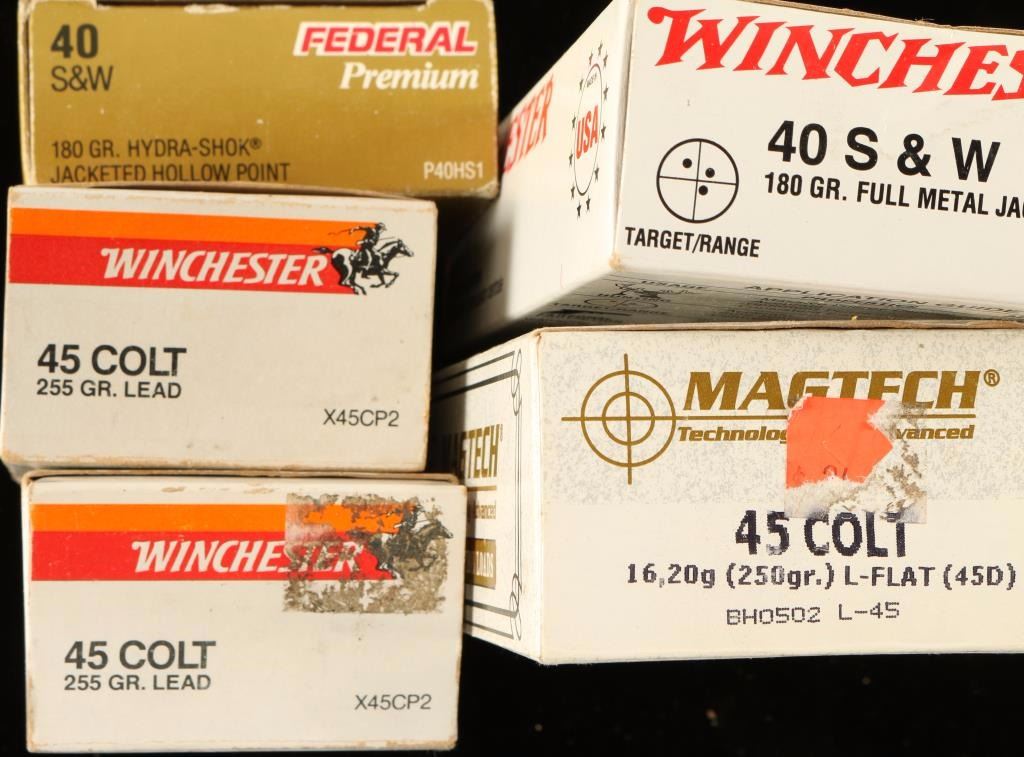 40
S&W
FEDERAL
Premium
180 GR. HYDRA-SHOK®
JACKETED HOLLOW POINT
P40HS1
WINCHESTER
45 COLT
255 GR. LEAD
X45CP2
WINCHESTER
45 COLT
255 GR. LEAD
X45CP2
WINCHES
40 S & W
180 GR. FULL METAL JA
TARGET/RANGE
USA
MAGTECH®
vanced
45 COLT
16,20g (250gr.) L-FLAT (45D)
BH0502 L-45
LOADS